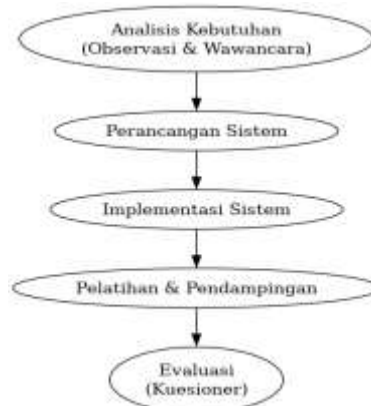 Analisis Kebutuhan
(Observasi & Wawancara)
Perancangan Sistem
Implementasi Sistem
Pelatihan & Pendampingan
Evaluasi
(Kuesioner)